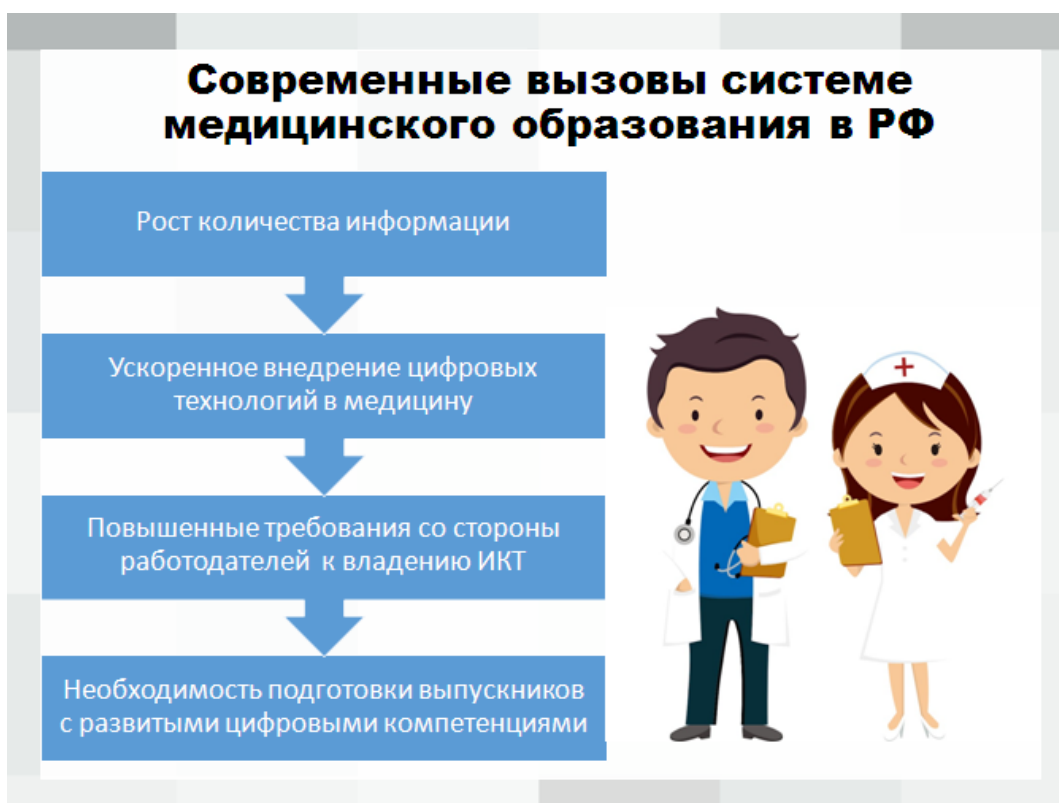 Современные вызовы системе
медицинского образования в РФ
Рост количества информации
Ускоренное внедрение цифровых
технологий в медицину
Повышенные требования со стороны
работодателей к владению ИКТ
Необходимость подготовки выпускников
с развитыми цифровыми компетенциями